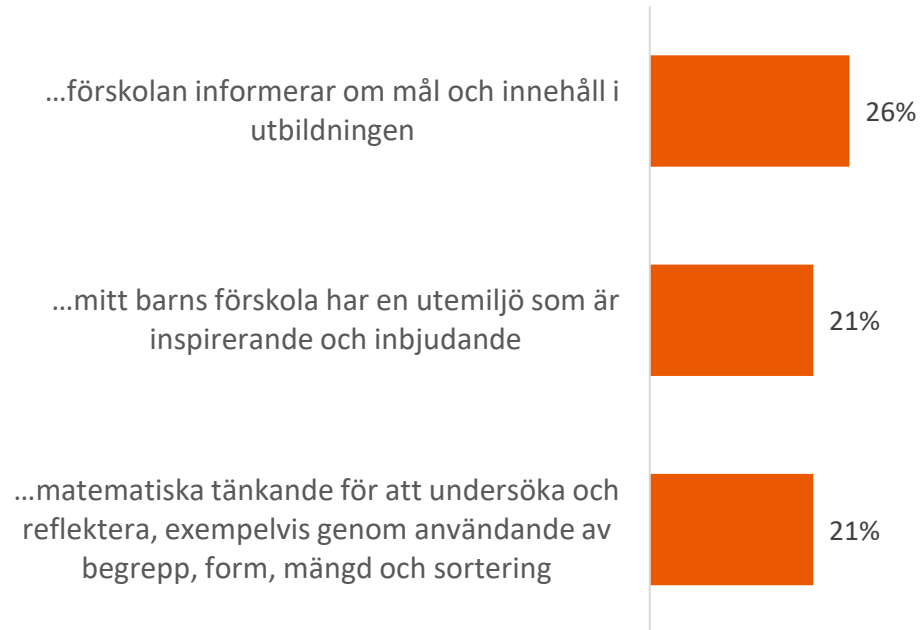 ...förskolan informerar om mål och innehåll i
utbildningen
26%
...mitt barns förskola har en utemiljö som är
inspirerande och inbjudande
21%
...matematiska tänkande för att undersöka och
reflektera, exempelvis genom användande av
begrepp, form, mängd och sortering
21%